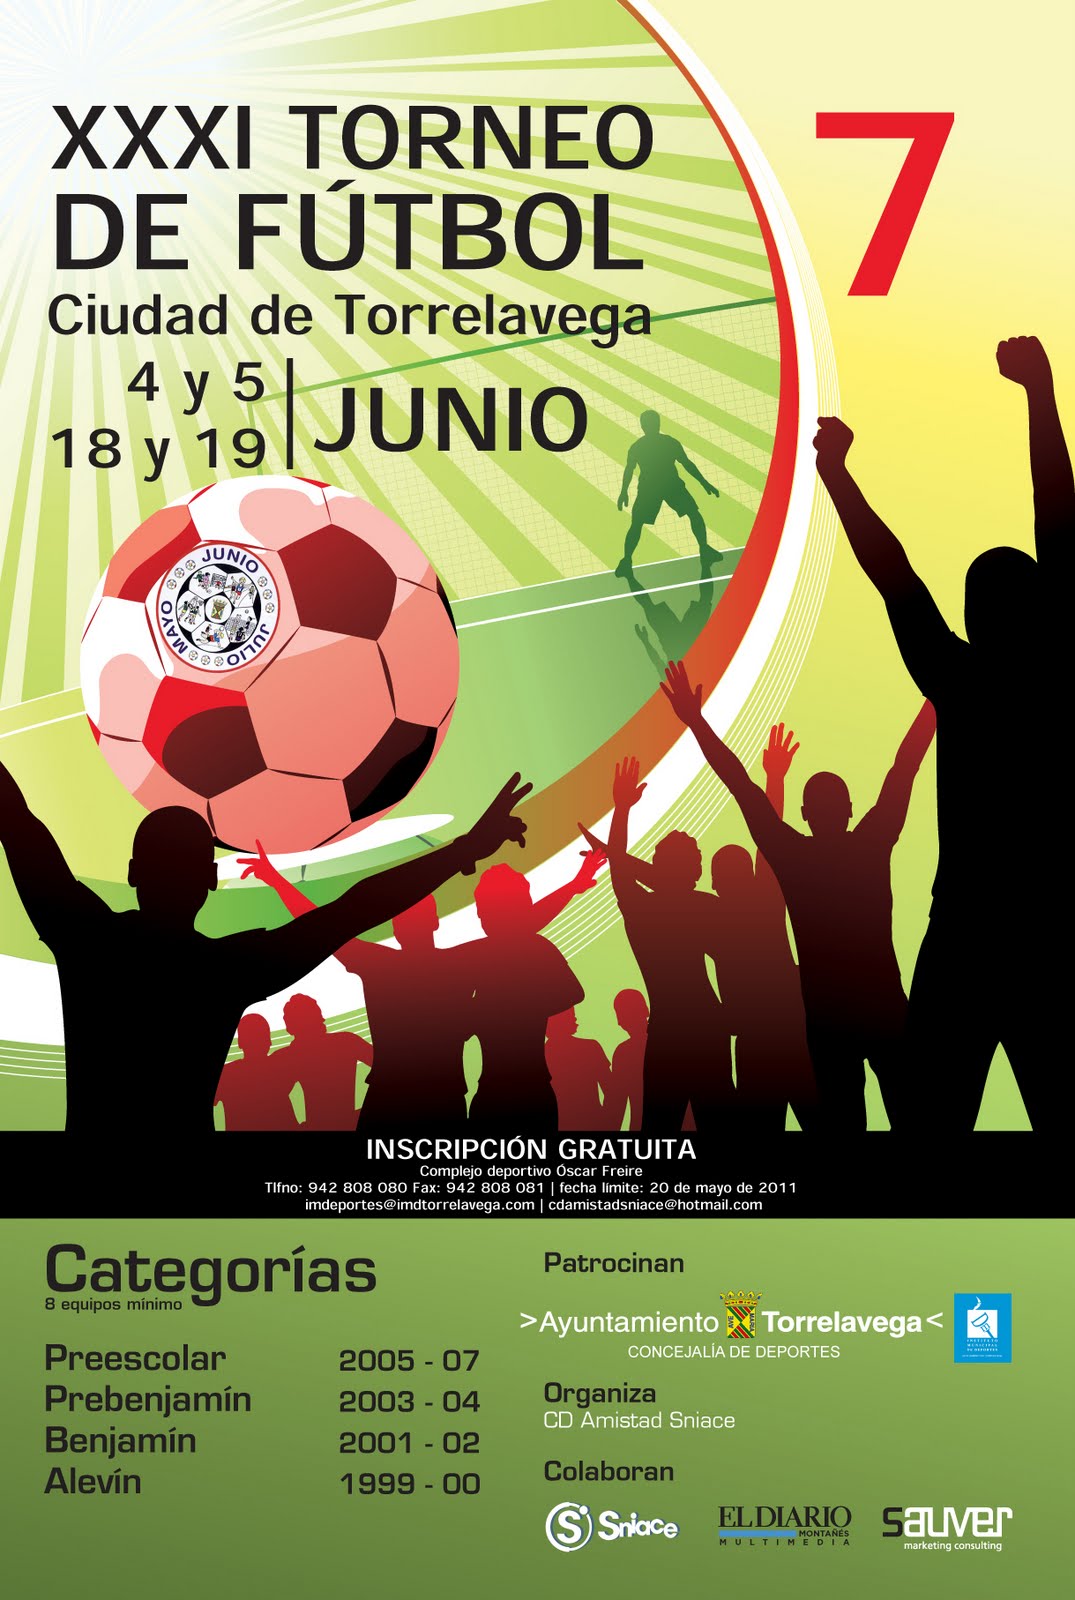 XXXI TORNEO
DE FÚTBOL
7
Ciudad de Torrelavega
4 y 5
18 y 19
JUNIO
JUNIO
JULIO
MAYO
INSCRIPCIÓN GRATUITA
Complejo deportivo Óscar Freire
Tlfno: 942 808 080 Fax: 942 808 081 | fecha límite: 20 de mayo de 2011
imdeportes@imdtorrelavega.com | cdamistadsniace@hotmail.com
Categorías
8 equipos mínimo
Preescolar 2005 - 07
Prebenjamín 2003 - 04
Benjamín 2001 - 02
Alevín 1999 - 00
Patrocinan
>Ayuntamiento Torrelavega<
CONCEJALÍA DE DEPORTES
INSTITUTO
MUNICIPAL
DE DEPORTES
Organiza
CD Amistad Sniace
Colaboran
S Sniace
EL DIARIO
MONTAÑÉS
MULTIMEDIA
sauver
marketing consulting